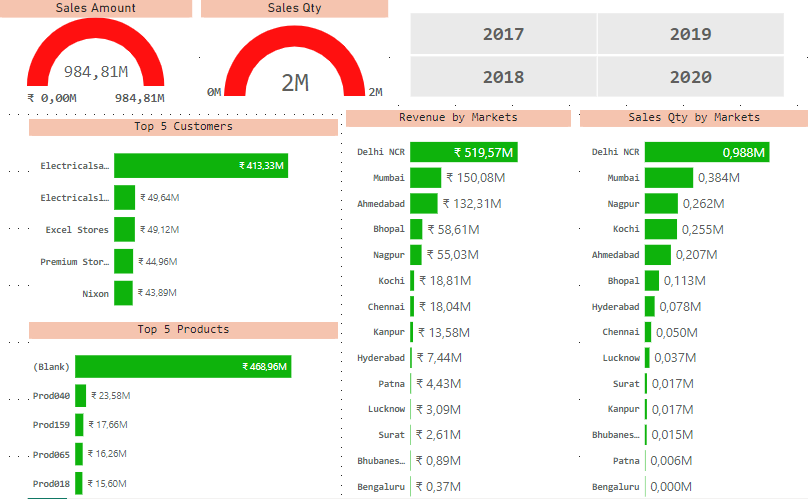 Sales Amount
984,81M
₹ 0,00M 984,81M
Sales Qty
2M
0M 2M
2017 2019
2018 2020
Top 5 Customers
Electricalsa… ₹ 413,33M
Electricalsl… ₹ 49,64M
Excel Stores ₹ 49,12M
Premium Stor… ₹ 44,96M
Nixon ₹ 43,89M
Top 5 Products
(Blank) ₹ 468,96M
Prod040 ₹ 23,58M
Prod159 ₹ 17,66M
Prod065 ₹ 16,26M
Prod018 ₹ 15,60M
Revenue by Markets
Delhi NCR ₹ 519,57M
Mumbai ₹ 150,08M
Ahmedabad ₹ 132,31M
Bhopal ₹ 58,61M
Nagpur ₹ 55,03M
Kochi ₹ 18,81M
Chennai ₹ 18,04M
Kanpur ₹ 13,58M
Hyderabad ₹ 7,44M
Patna ₹ 4,43M
Lucknow ₹ 3,09M
Surat ₹ 2,61M
Bhubanes… ₹ 0,89M
Bengaluru ₹ 0,37M
Sales Qty by Markets
Delhi NCR 0,988M
Mumbai 0,384M
Nagpur 0,262M
Kochi 0,255M
Ahmedabad 0,207M
Bhopal 0,113M
Hyderabad 0,078M
Chennai 0,050M
Lucknow 0,037M
Surat 0,017M
Kanpur 0,017M
Bhubanes… 0,015M
Patna 0,006M
Bengaluru 0,000M